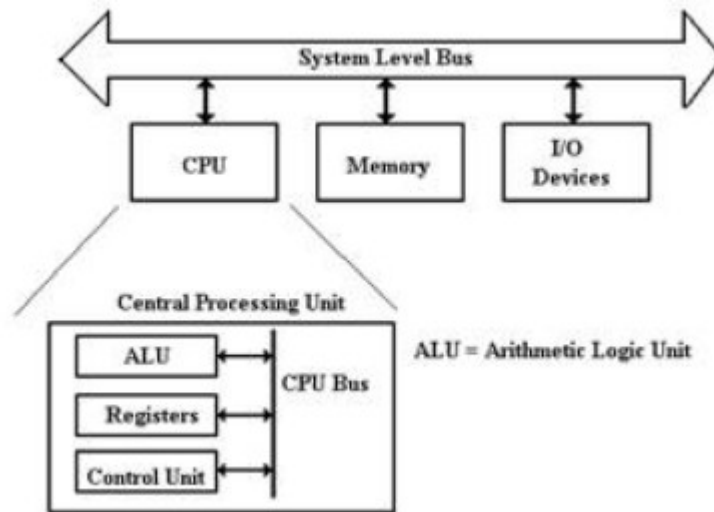 System Level Bus
CPU
Memory
I/O
Devices
Central Processing Unit
ALU
Registers
Control Unit
CPU Bus
ALU = Arithmetic Logic Unit